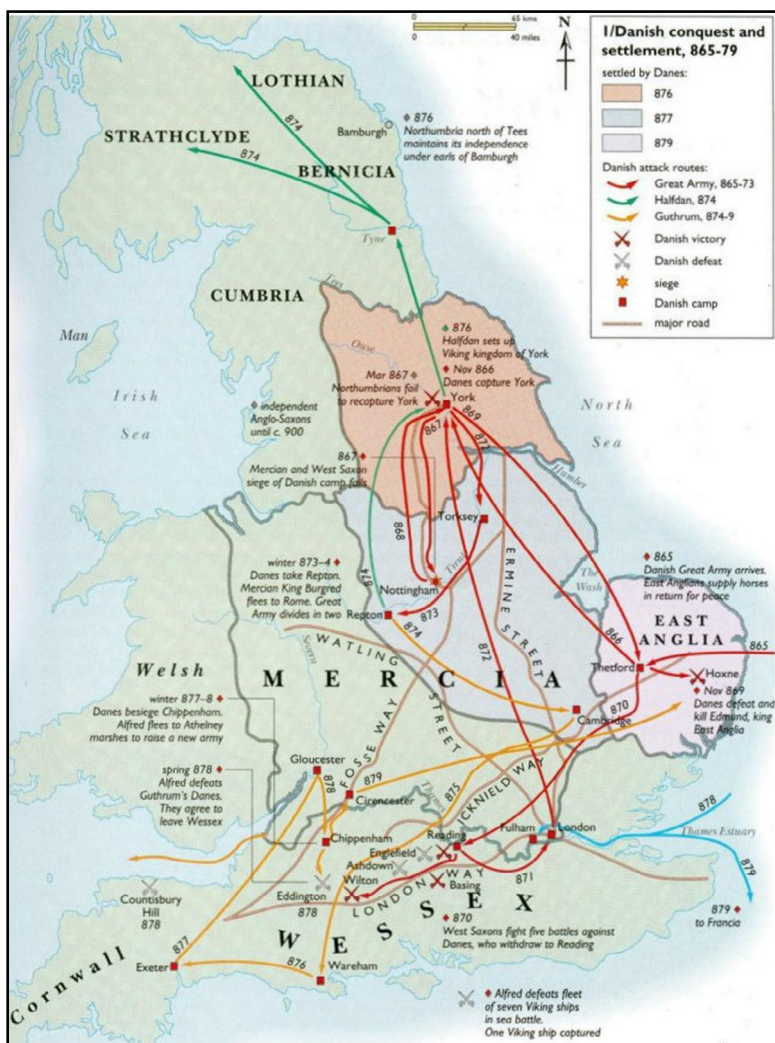 0 65 kms
0 40 miles
N
1/Danish conquest and
settlement, 865-79
settled by Danes:
876
877
879
Danish attack routes:
Great Army, 865-73
Halfdan, 874
Guthrum, 874-9
Danish victory
Danish defeat
siege
Danish camp
major road
LOTHIAN
874
STRATHCLYDE
874
BERNICIA
Bamburgh
876
Northumbria north of Tees
maintains its independence
under earls of Bamburgh
Tyne
CUMBRIA
Tees
Man
Irish
Sea
North
Sea
Ouse
876
Halfdan sets up
Viking kingdom of York
Mar 867
Northumbrians fail
to recapture York
Nov 866
Danes capture York
York
867
869
872
independent
Anglo-Saxons
until c. 900
867
Mercian and West Saxon
siege of Danish camp fails
Humber
868
Torksey
Trent
Nottingham
873
winter 873–4
Danes take Repton.
Mercian King Burgred
flees to Rome. Great
Army divides in two
874
Repton
874
ERMINE STREET
The
Wash
865
Danish Great Army arrives.
East Anglians supply horses
in return for peace
EAST
ANGLIA
866
865
Thetford
Hoxne
Nov 869
Danes defeat and
kill Edmund, king
East Anglia
870
872
WATLING STREET
Severn
Welsh
MERCIA
winter 877–8
Danes besiege Chippenham.
Alfred flees to Athelney
marshes to raise a new army
Cambridge
FOSSE WAY
Gloucester
878
879
Cirencester
875
ICKNIELD WAY
Thames
spring 878
Alfred defeats
Guthrum's Danes.
They agree to
leave Wessex
Chippenham
Reading
Fulham
London
878
Thames Estuary
Englefield
Ashdown
871
879
Countisbury
Hill
878
Eddington
Wilton
Basing
LONDON WAY
878
WESSEX
870
West Saxons fight five battles against
Danes, who withdraw to Reading
879
to Francia
Cornwall
877
Exeter
876
Wareham
Alfred defeats fleet
of seven Viking ships
in sea battle.
One Viking ship captured